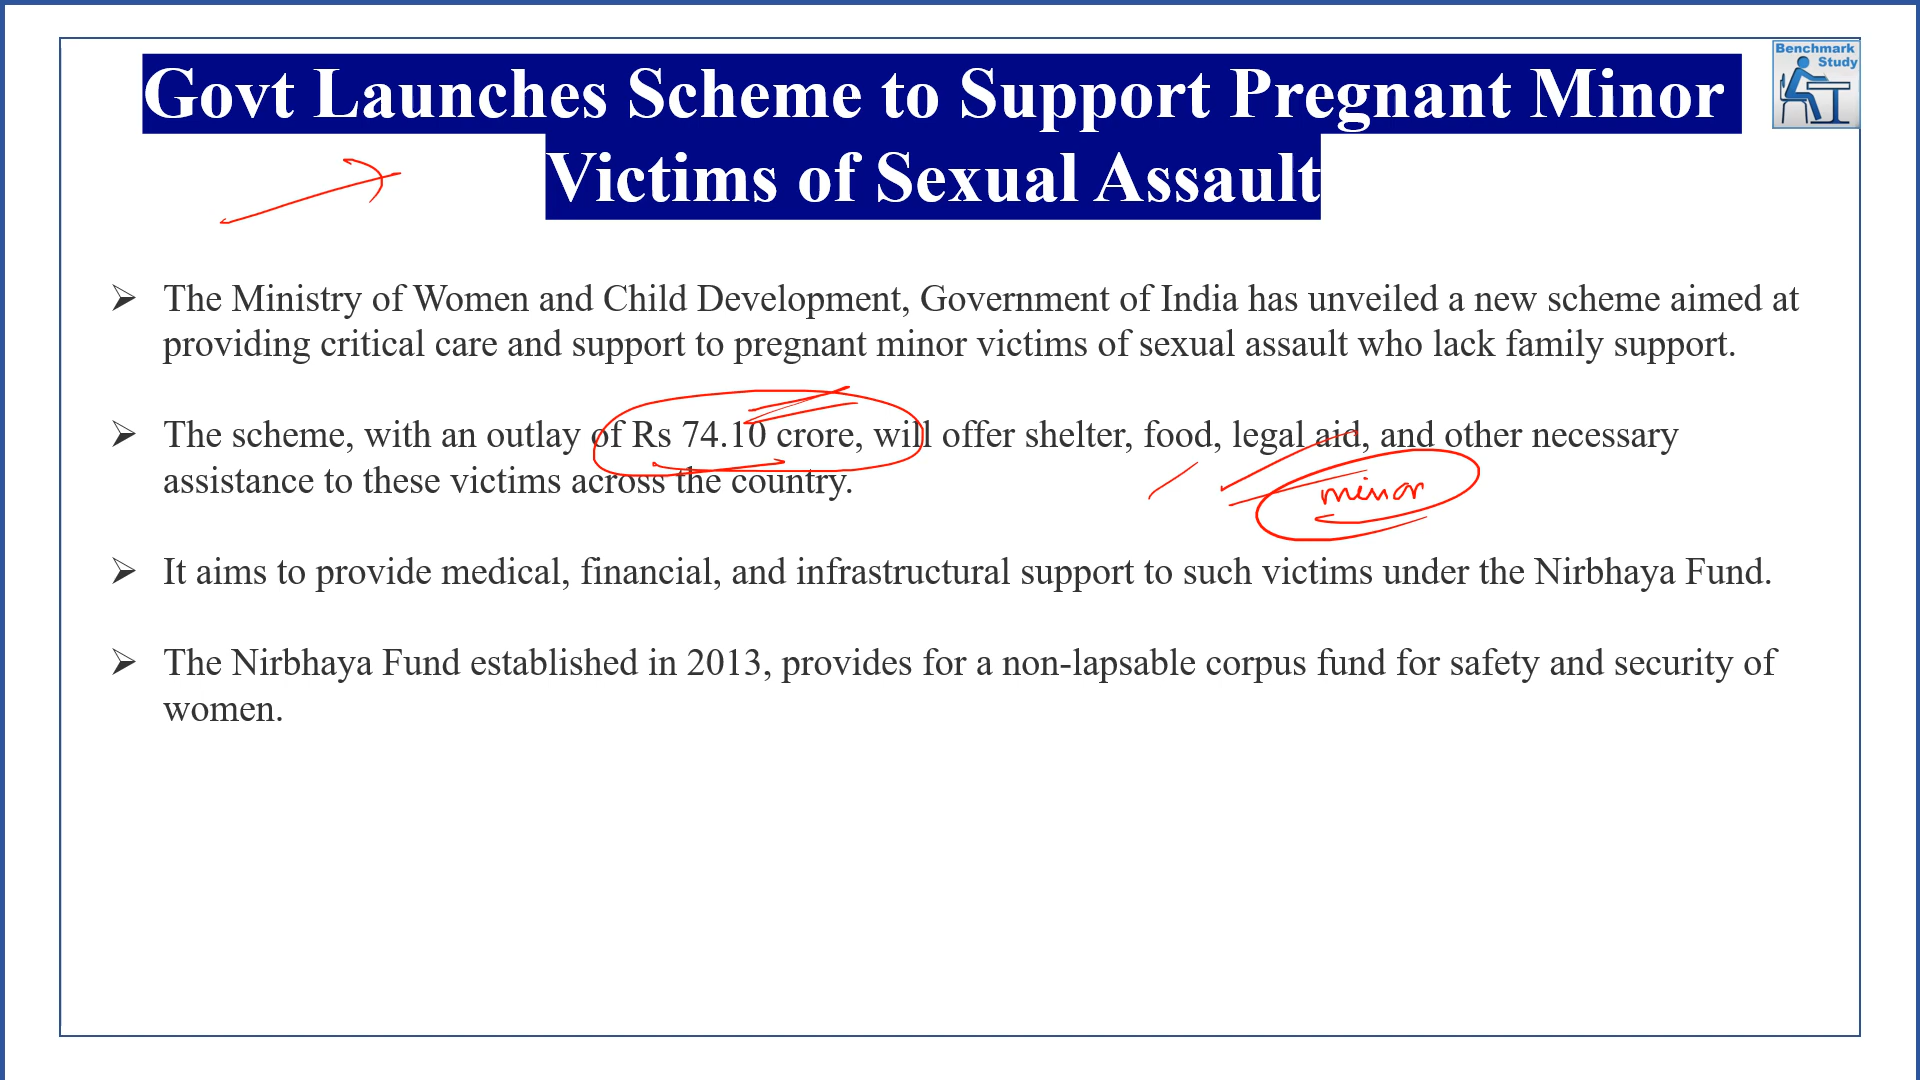 Benchmark
Study
Govt Launches Scheme to Support Pregnant Minor
Victims of Sexual Assault
➢ The Ministry of Women and Child Development, Government of India has unveiled a new scheme aimed at
providing critical care and support to pregnant minor victims of sexual assault who lack family support.
➢ The scheme, with an outlay of Rs 74.10 crore, will offer shelter, food, legal aid, and other necessary
assistance to these victims across the country.
minor
➢ It aims to provide medical, financial, and infrastructural support to such victims under the Nirbhaya Fund.
➢ The Nirbhaya Fund established in 2013, provides for a non-lapsable corpus fund for safety and security of
women.